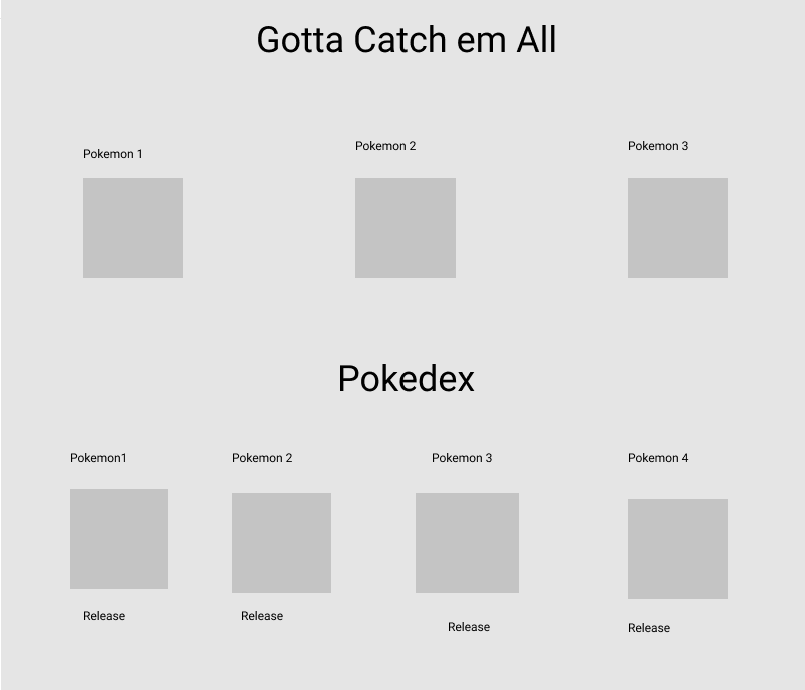 Gotta Catch em All
Pokemon 1
Pokemon 2
Pokemon 3
Pokedex
Pokemon1
Pokemon 2
Pokemon 3
Pokemon 4
Release
Release
Release
Release